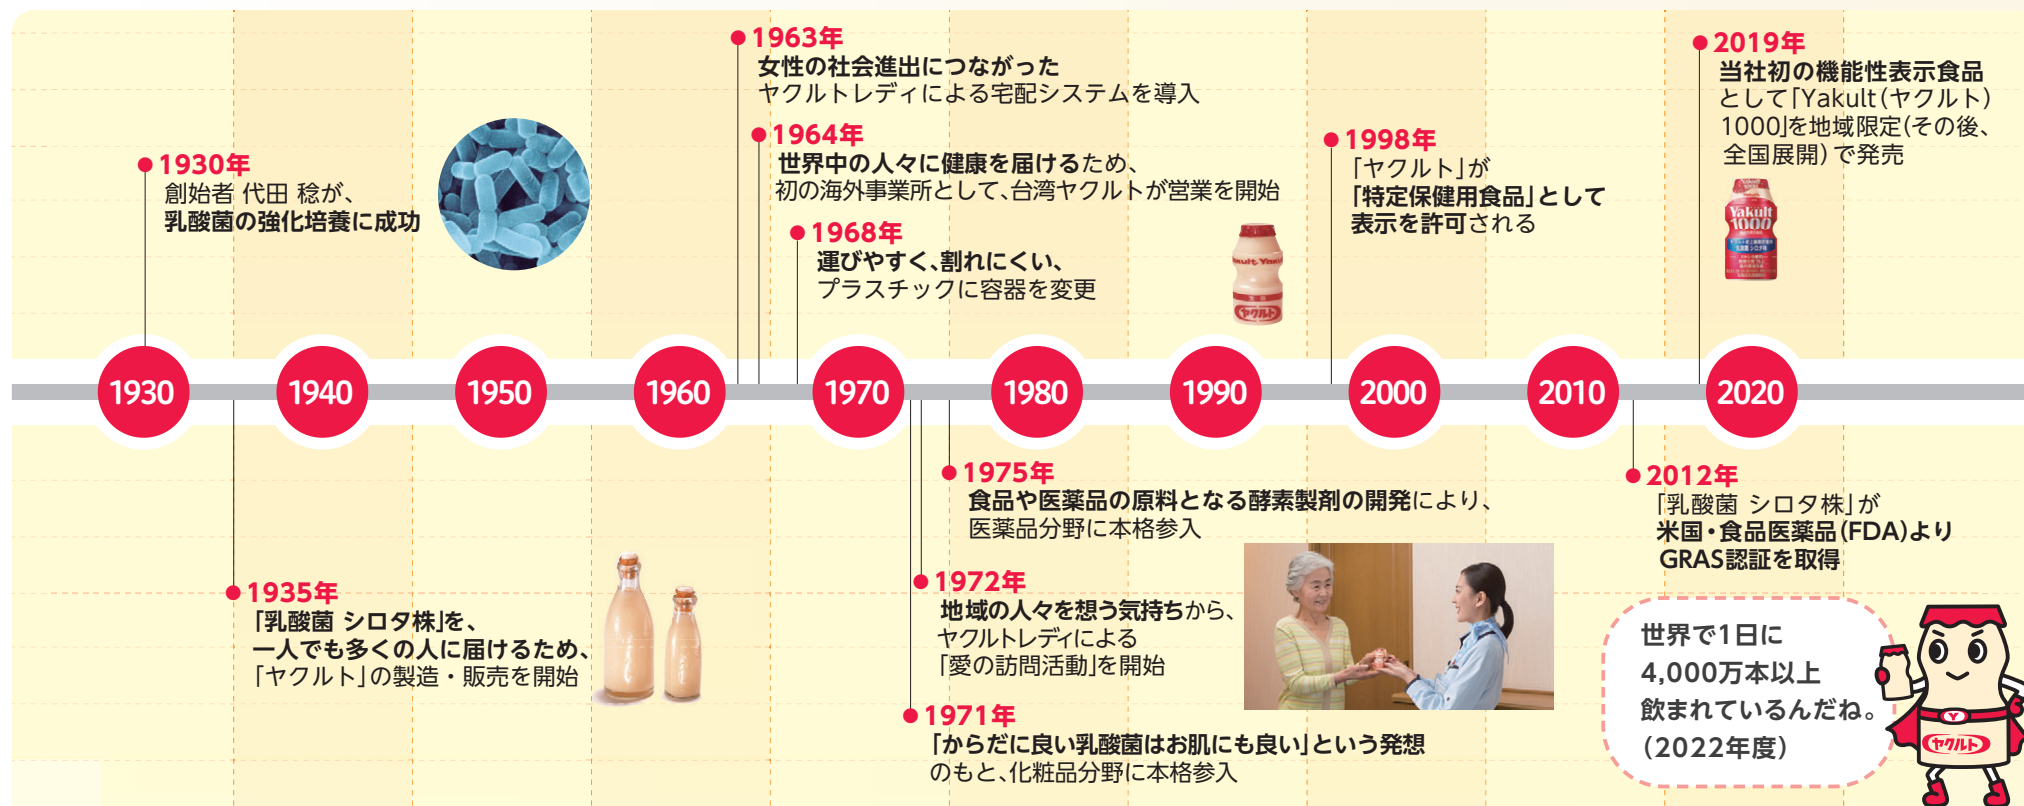 1963年
女性の社会進出につながった
ヤクルトレディによる宅配システムを導入
1964年
世界中の人々に健康を届けるため、
初の海外事業所として、台湾ヤクルトが営業を開始
1930年
創始者 代田 稔が、
乳酸菌の強化培養に成功
1968年
運びやすく、割れにくい、
プラスチックに容器を変更
1998年
「ヤクルト」が
「特定保健用食品」として
表示を許可される
2019年
当社初の機能性表示食品
として「Yakult(ヤクルト)
1000」を地域限定(その後、
全国展開)で発売
ヤクルト
Yakult
1000
1930
1940
1950
1960
1970
1980
1990
2000
2010
2020
1935年
「乳酸菌 シロタ株」を、
一人でも多くの人に届けるため、
「ヤクルト」の製造・販売を開始
1975年
食品や医薬品の原料となる酵素製剤の開発により、
医薬品分野に本格参入
1972年
地域の人々を想う気持ちから、
ヤクルトレディによる
「愛の訪問活動」を開始
1971年
「からだに良い乳酸菌はお肌にも良い」という発想
のもと、化粧品分野に本格参入
2012年
「乳酸菌 シロタ株」が
米国・食品医薬品(FDA)より
GRAS認証を取得
世界で1日に
4,000万本以上
飲まれているんだね。
(2022年度)
Y
ヤクルト